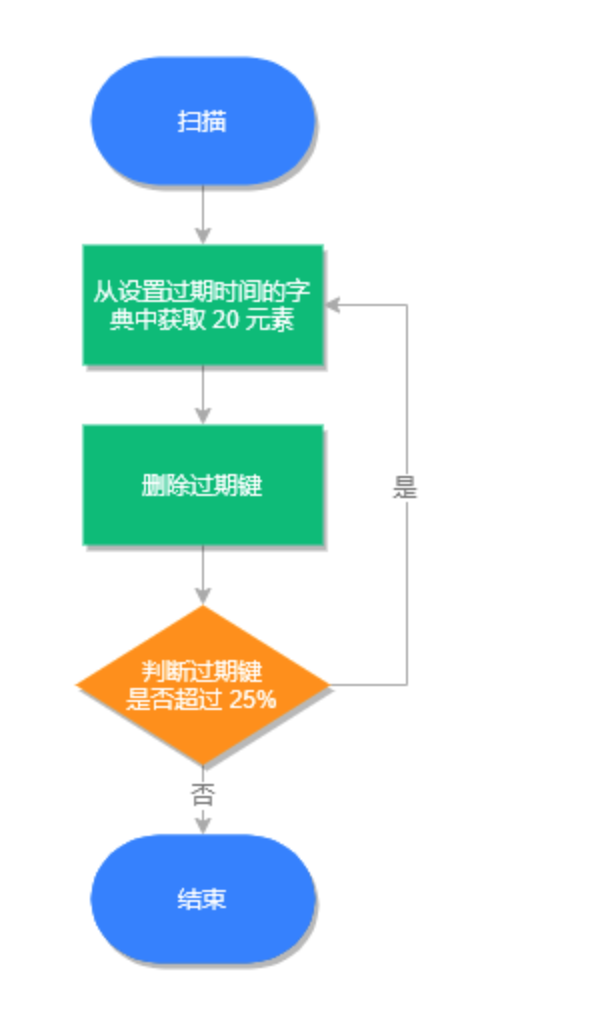 扫描
从设置过期时间的字
典中获取 20 元素
删除过期键
是
判断过期键
是否超过 25%
否
结束